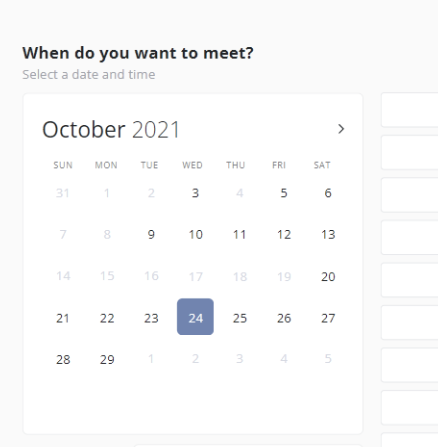 When do you want to meet?
Select a date and time
October 2021
SUN MON TUE WED THU FRI SAT
31 1 2 3 4 5 6
7 8 9 10 11 12 13
14 15 16 17 18 19 20
21 22 23 24 25 26 27
28 29 1 2 3 4 5